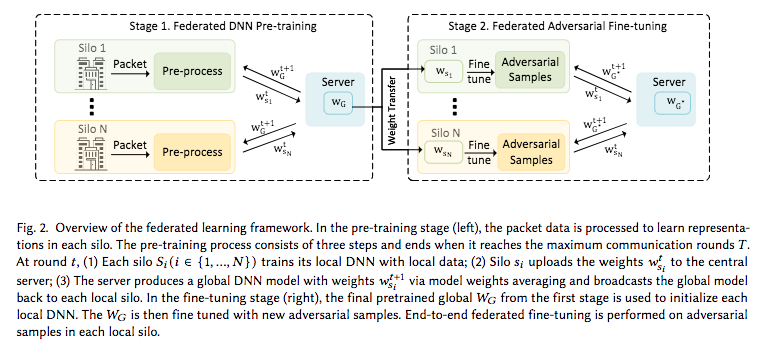 Stage 1. Federated DNN Pre-training
Silo 1
Packet
Pre-process
w_G^{t+1}
w_{s_1}^t
Silo N
Packet
Pre-process
w_G^{t+1}
w_{s_N}^t
Server
w_G
Weight Transfer
Stage 2. Federated Adversarial Fine-tuning
Silo 1
w_{s_1}
Fine
tune
Adversarial
Samples
w_{G*}^{t+1}
w_{s_1}^t
Silo N
w_{s_N}
Fine
tune
Adversarial
Samples
w_{G*}^{t+1}
w_{s_N}^t
Server
w_{G*}
Fig. 2. Overview of the federated learning framework. In the pre-training stage (left), the packet data is processed to learn representa-
tions in each silo. The pre-training process consists of three steps and ends when it reaches the maximum communication rounds T.
At round t, (1) Each silo S_i(i ∈ {1, ..., N}) trains its local DNN with local data; (2) Silo s_i uploads the weights w_{s_i}^t to the central
server; (3) The server produces a global DNN model with weights w_{s_i}^{t+1} via model weights averaging and broadcasts the global model
back to each local silo. In the fine-tuning stage (right), the final pretrained global W_G from the first stage is used to initialize each
local DNN. The W_G is then fine tuned with new adversarial samples. End-to-end federated fine-tuning is performed on adversarial
samples in each local silo.